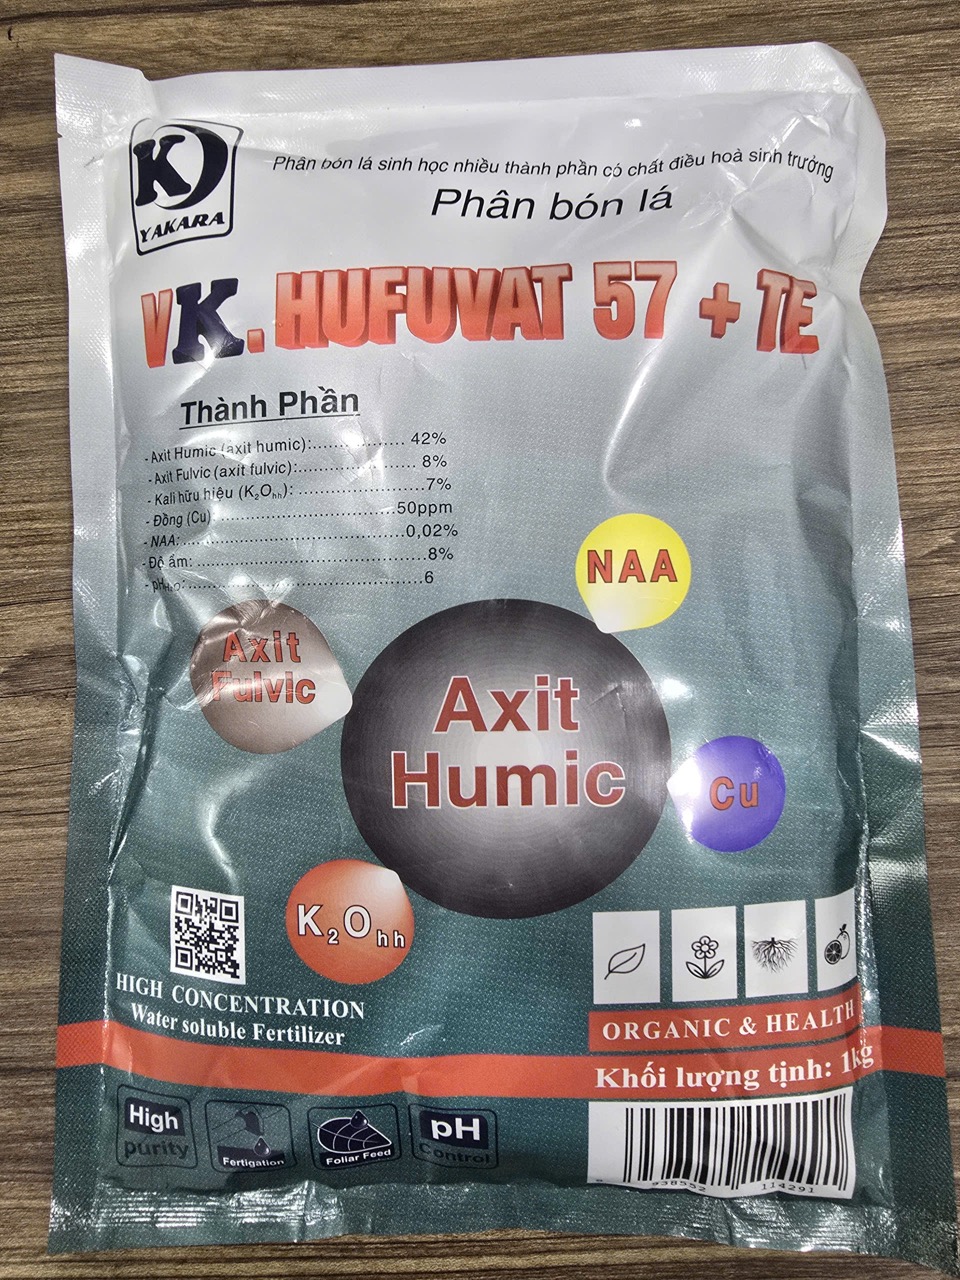 K
YAKARA
Phân bón lá sinh học nhiều thành phần có chất điều hoà sinh trưởng
Phân bón lá
VK. HUFUVAT 57 + TE
Thành Phần
- Axit Humic (axit humic):................ 42%
- Axit Fulvic (axit fulvic):.................... 8%
- Kali hữu hiệu (K₂Ohh): .....................7%
- Đồng (Cu) ..............................50ppm
- NAA:....................................0,02%
- Độ ẩm: .....................................8%
- pHH₂O: .....................................6
NAA
Axit
Fulvic
Axit
Humic
Cu
K₂Ohh
HIGH CONCENTRATION
Water soluble Fertilizer
ORGANIC & HEALTH
Khối lượng tịnh: 1kg
High
purity
Fertigation
Foliar Feed
pH
Control
938552 114291